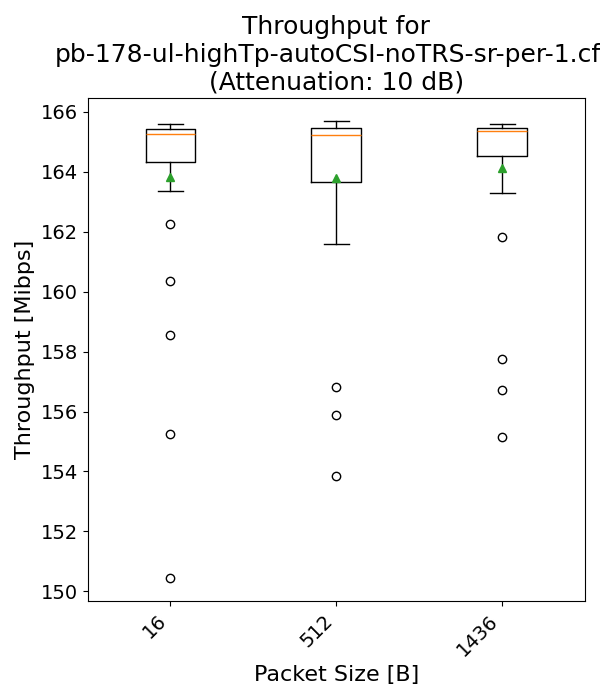 Throughput for
pb-178-ul-highTp-autoCSI-noTRS-sr-per-1.cf
(Attenuation: 10 dB)
166
164
162
160
158
156
154
152
150
Throughput [Mibps]
16
512
1436
Packet Size [B]